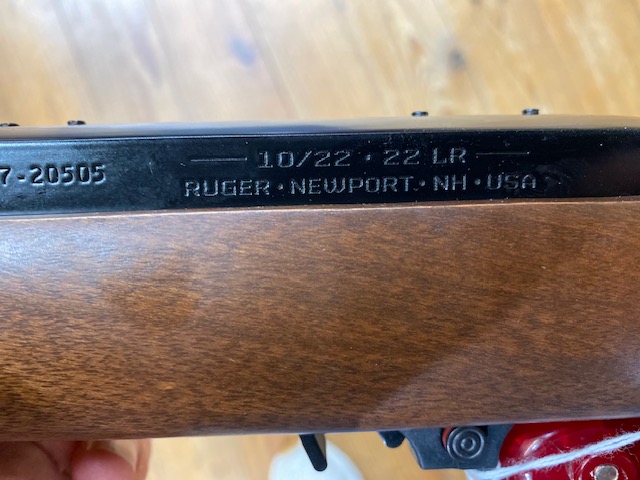 7-20505
10/22 · 22 LR
RUGER · NEWPORT · NH · USA